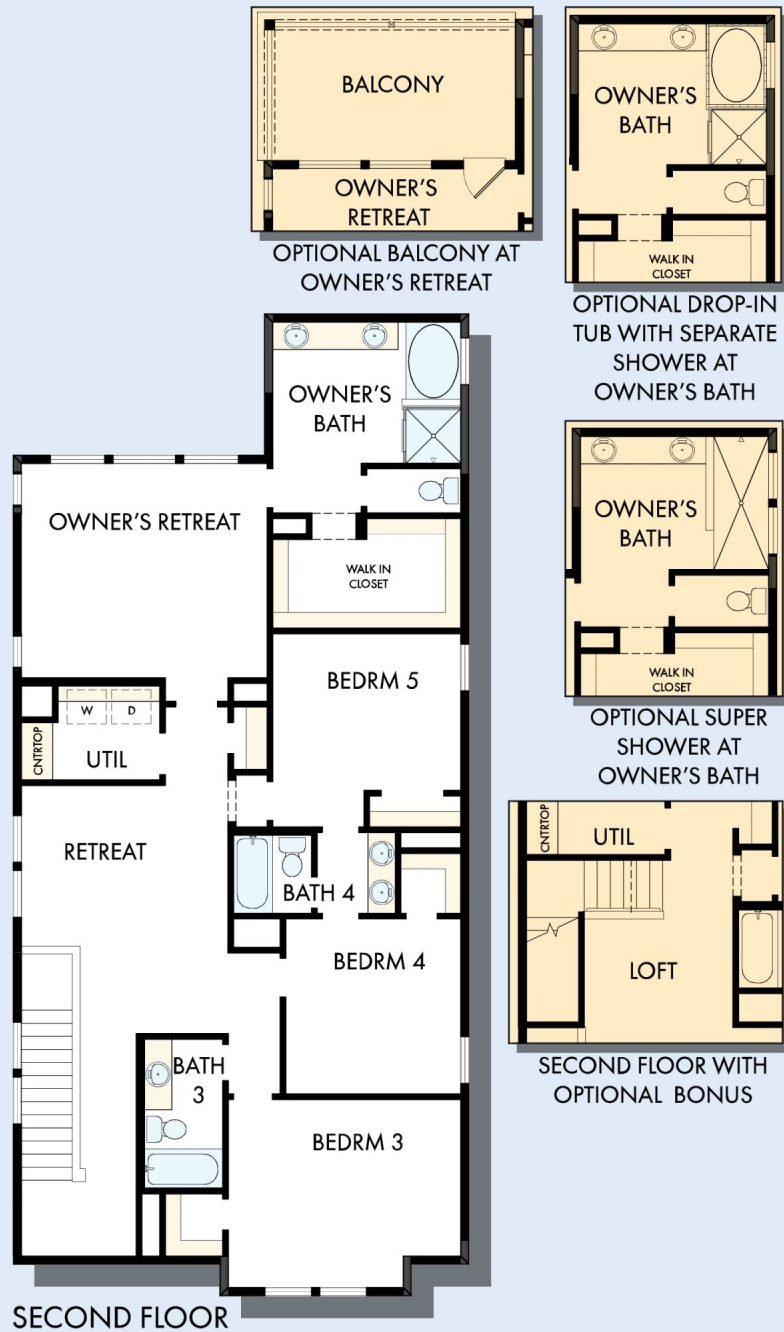 BALCONY
OWNER'S
RETREAT
OPTIONAL BALCONY AT
OWNER'S RETREAT
OWNER'S
BATH
WALK IN
CLOSET
OPTIONAL DROP-IN
TUB WITH SEPARATE
SHOWER AT
OWNER'S BATH
OWNER'S
BATH
WALK IN
CLOSET
OPTIONAL SUPER
SHOWER AT
OWNER'S BATH
CNTRTOP
UTIL
LOFT
SECOND FLOOR WITH
OPTIONAL BONUS
OWNER'S
BATH
OWNER'S RETREAT
WALK IN
CLOSET
BEDRM 5
W D
CNTRTOP
UTIL
RETREAT
BATH 4
BEDRM 4
BATH
3
BEDRM 3
SECOND FLOOR